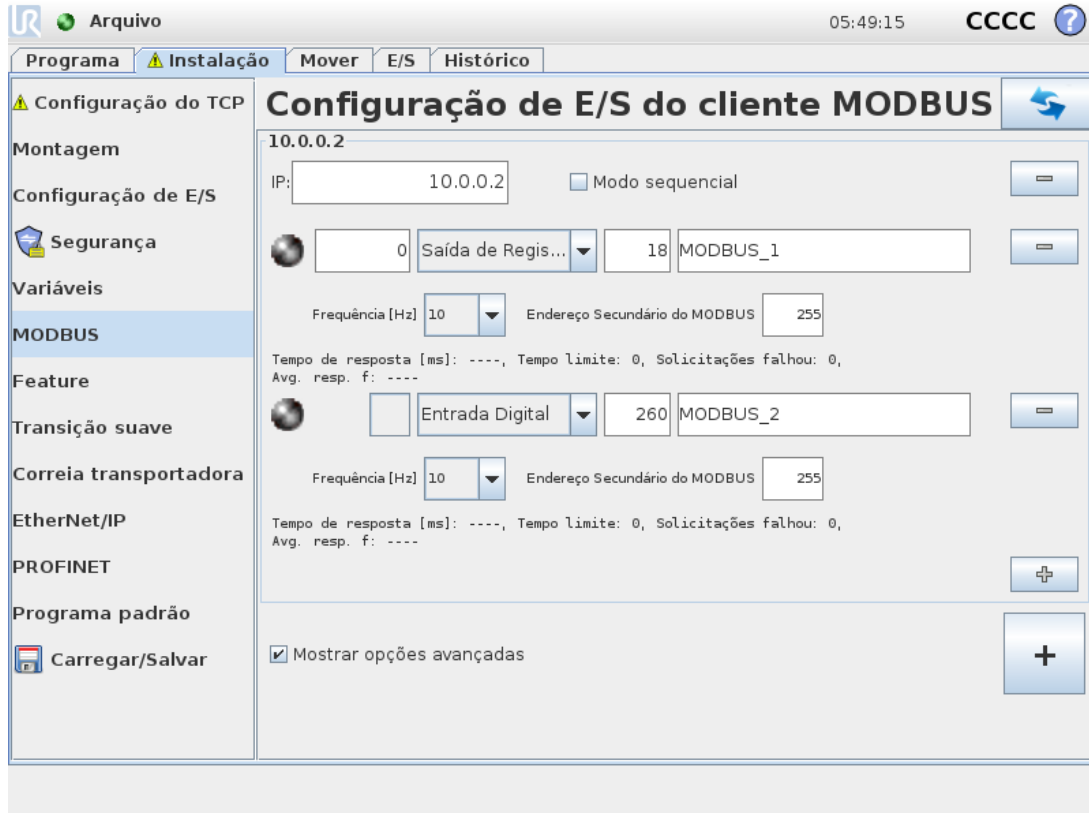 UR Arquivo 05:49:15 CCCC ?
Programa Instalação Mover E/S Histórico
Configuração do TCP
Montagem
Configuração de E/S
Segurança
Variáveis
MODBUS
Feature
Transição suave
Correia transportadora
EtherNet/IP
PROFINET
Programa padrão
Carregar/Salvar
Configuração de E/S do cliente MODBUS
10.0.0.2
IP: 10.0.0.2 Modo sequencial
0 Saída de Regis... 18 MODBUS_1
Frequência [Hz] 10 Endereço Secundário do MODBUS 255
Tempo de resposta [ms]: ----, Tempo limite: 0, Solicitações falhou: 0,
Avg. resp. f: ----
Entrada Digital 260 MODBUS_2
Frequência [Hz] 10 Endereço Secundário do MODBUS 255
Tempo de resposta [ms]: ----, Tempo limite: 0, Solicitações falhou: 0,
Avg. resp. f: ----
Mostrar opções avançadas